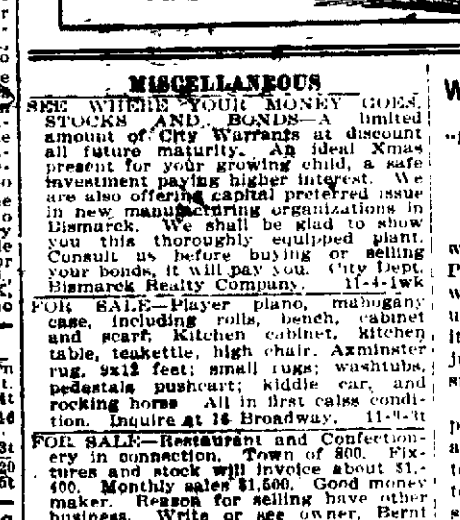 MISCELLANEOUS
SEE WHERE YOUR MONEY GOES.
STOCKS AND BONDS—A limited
amount of City Warrants at discount
all future maturity. An ideal Xmas
present for your growing child, a safe
investment paying higher interest. We
are also offering capital preferred issue
in new manufacturing organizations in
Bismarck. We shall be glad to show
you this thoroughly equipped plant.
Consult us before buying or selling
your bonds, it will pay you. City Dept.
Bismarck Realty Company. 11-4-1wk
FOR SALE—Player piano, mahogany
case, including rolls, bench, cabinet
and scarf; Kitchen cabinet, kitchen
table, teakettle, high chair. Axminster
rug, 9x12 feet; small rugs; washtubs,
pedestals pushcart; kiddie car, and
rocking horse All in first calss condi-
tion. Inquire at 16 Broadway. 11-9-3t
FOR SALE—Restaurant and Confection-
ery in connection. Town of 800. Fix-
tures and stock will invoice about $1,-
400. Monthly sales $1,500. Good money
maker. Reason for selling have other
business. Write or see owner, Bernt